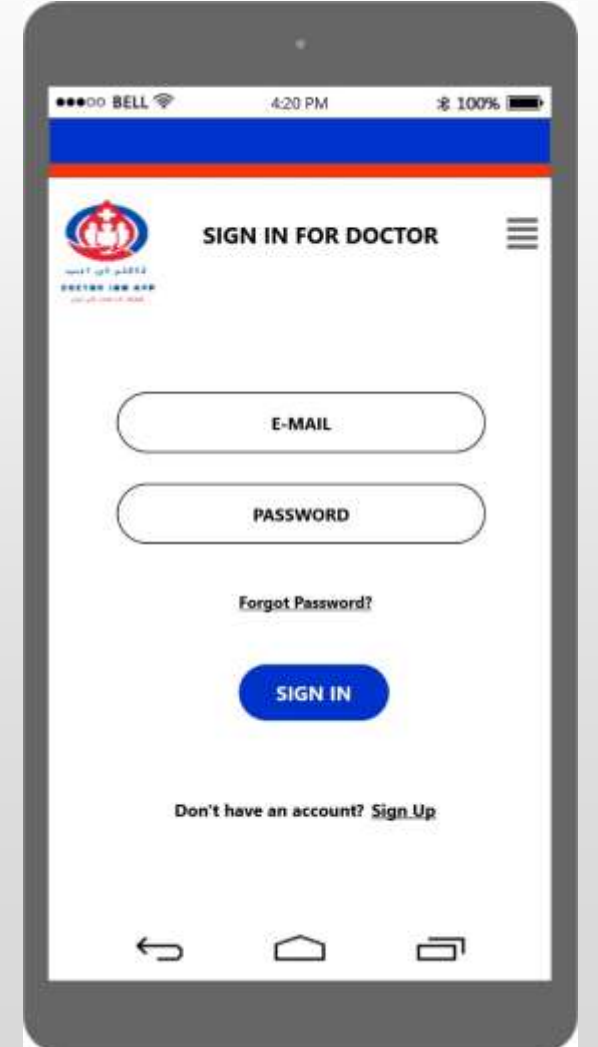 ●●●○○ BELL 4:20 PM 100%
SIGN IN FOR DOCTOR
E-MAIL
PASSWORD
Forgot Password?
SIGN IN
Don't have an account? Sign Up